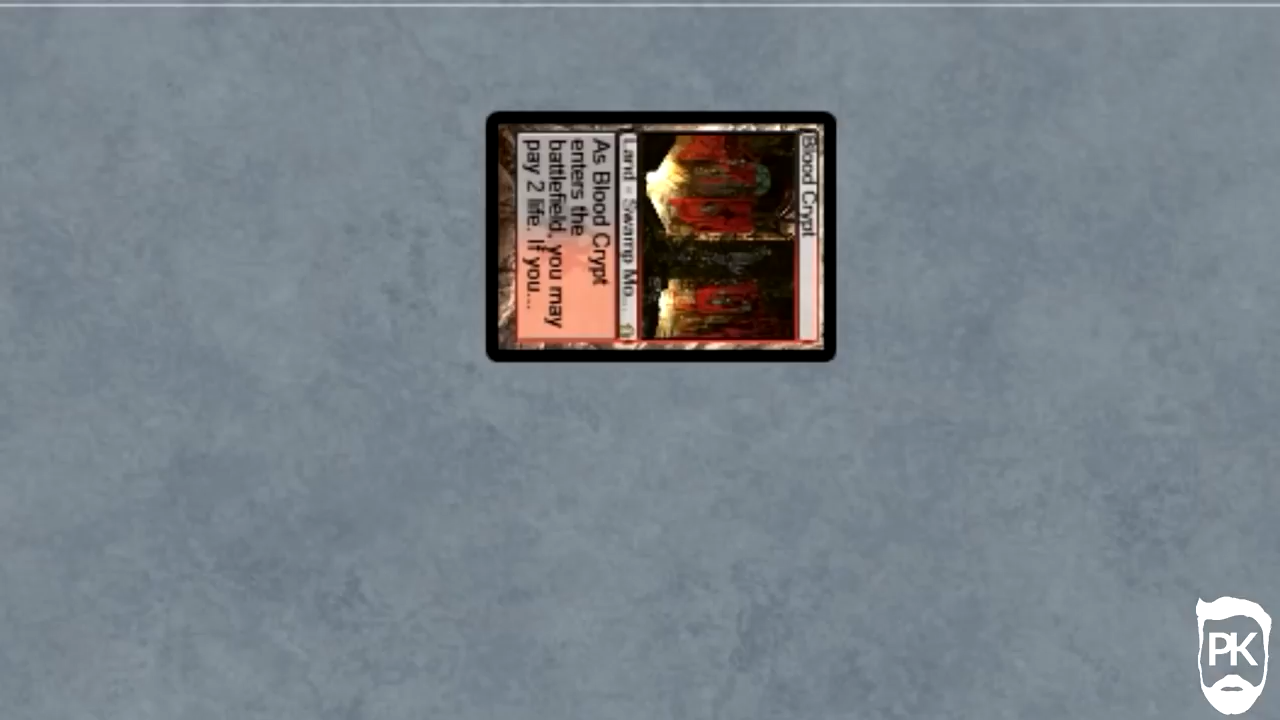 Blood Crypt
Land - Swamp Mo...
As Blood Crypt
enters the
battlefield, you may
pay 2 life. If you...
PK